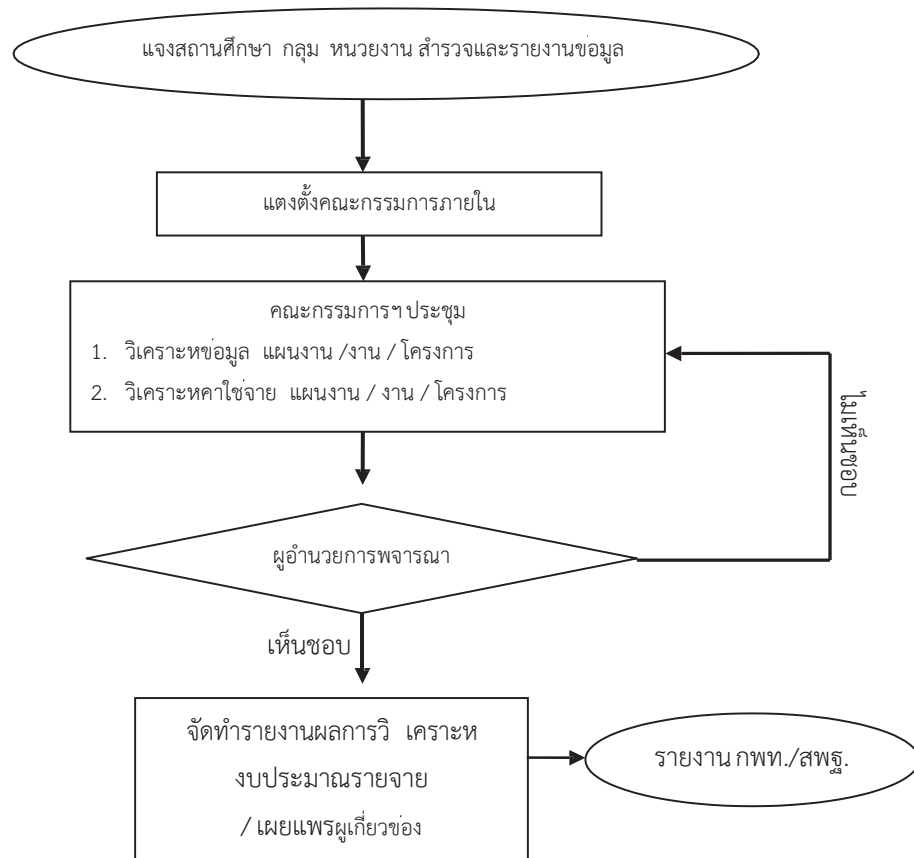 แจงสถานศึกษา กลุม หนวยงาน สำรวจและรายงานข่อมูล
แตงตั้งคณะกรรมการภายใน
คณะกรรมการฯ ประชุม
1. วิเคราะหข่อมูล แผนงาน /งาน / โครงการ
2. วิเคราะหคาใช่จาย แผนงาน / งาน / โครงการ
ไมเห็นชอบ
ผูอำนวยการพจารณา
เห็นชอบ
จัดทำรายงานผลการวิ เคราะห
งบประมาณรายจาย
/ เผยแพรผูเกี่ยวข่อง
รายงาน กพท./สพฐ.